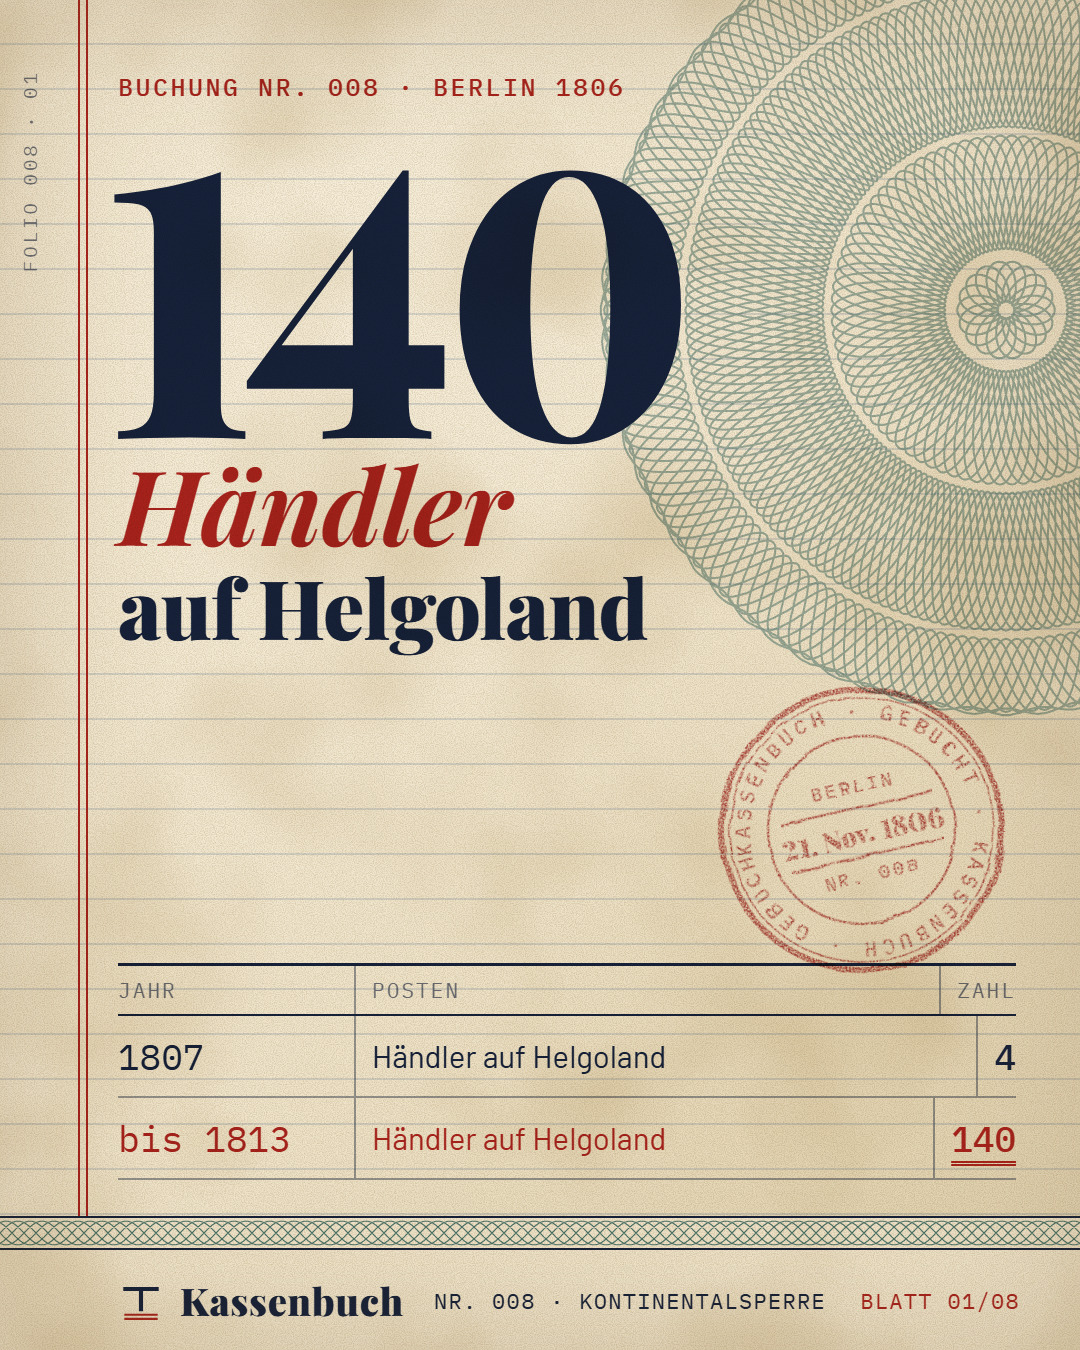 FOLIO 008 · 01
BUCHUNG NR. 008 · BERLIN 1806
140
Händler
auf Helgoland
GEBUCHT · KASSENBUCH · GEBUCHKASSENBUCH ·
BERLIN
21. Nov. 1806
NR. 008
JAHR POSTEN ZAHL
1807 Händler auf Helgoland 4
bis 1813 Händler auf Helgoland 140
Kassenbuch NR. 008 · KONTINENTALSPERRE BLATT 01/08